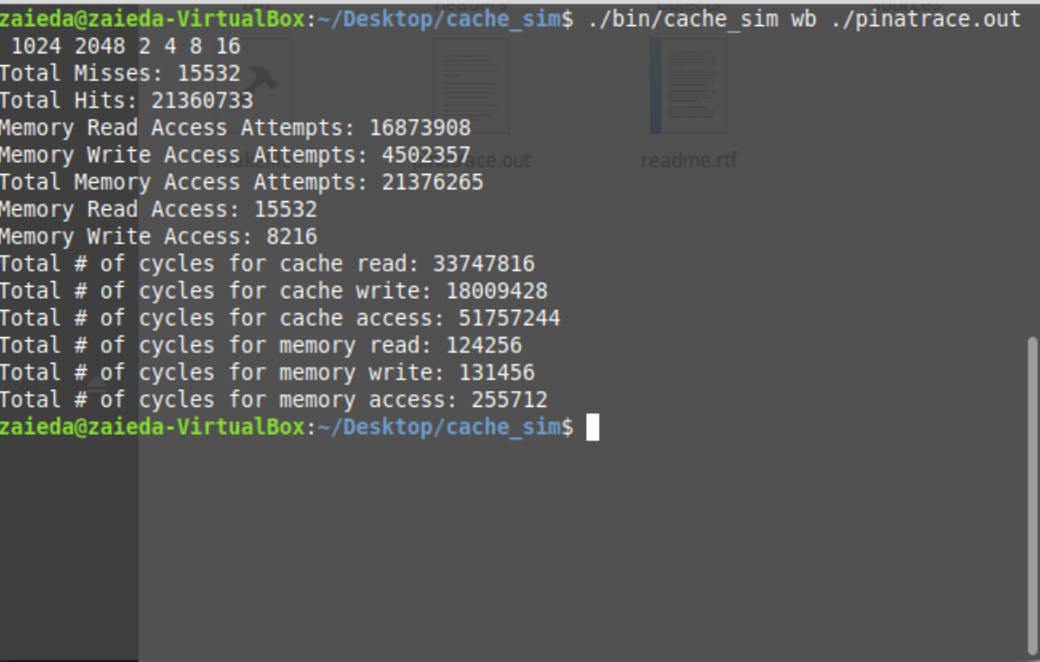 zaieda@zaieda-VirtualBox:~/Desktop/cache_sim$ ./bin/cache_sim wb ./pinatrace.out
1024 2048 2 4 8 16
Total Misses: 15532
Total Hits: 21360733
Memory Read Access Attempts: 16873908
Memory Write Access Attempts: 4502357
Total Memory Access Attempts: 21376265
Memory Read Access: 15532
Memory Write Access: 8216
Total # of cycles for cache read: 33747816
Total # of cycles for cache write: 18009428
Total # of cycles for cache access: 51757244
Total # of cycles for memory read: 124256
Total # of cycles for memory write: 131456
Total # of cycles for memory access: 255712
zaieda@zaieda-VirtualBox:~/Desktop/cache_sim$
readme.rtf